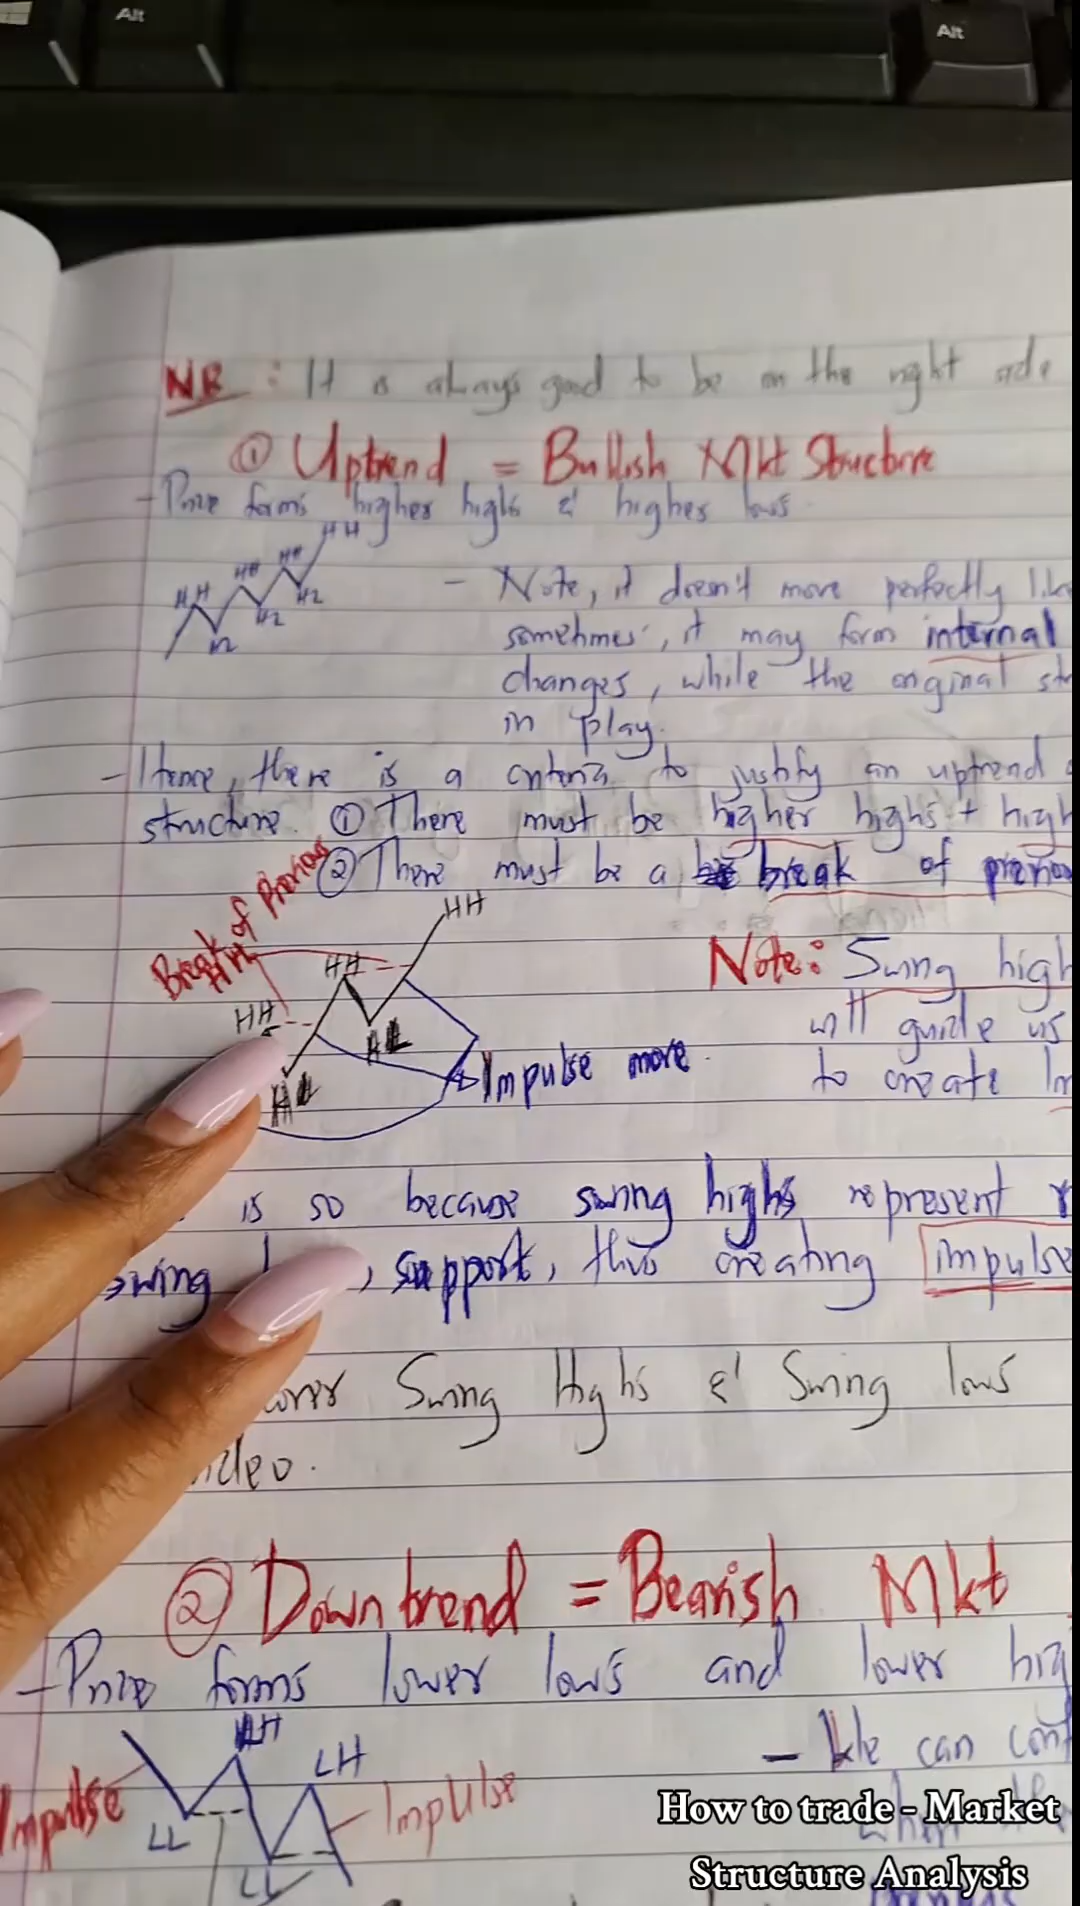 Alt
Alt
NB : It is always good to be on the right side
① Uptrend = Bullish Mkt Structure
- Price forms higher highs & higher lows.
HH
HH
HH
HH
HL
HL
- Note, it doesn't move perfectly
sometimes, it may form internal
changes, while the original
in play.
- Hence, there is a criteria to justify an uptrend
structure. ① There must be higher highs +
② There must be a break of
Break of Previous
HH
HH
HH
HH
HL
HL
Impulse move.
Note: Swing high
will guide us
to create
is so because swing highs represent
swing , support, thus creating impulse
Swing Highs & Swing lows
② Downtrend = Bearish Mkt
- Price forms lower lows and lower
LH
LH
Impulse
Impulse
LL
LL
- We can
How to trade - Market
Structure Analysis